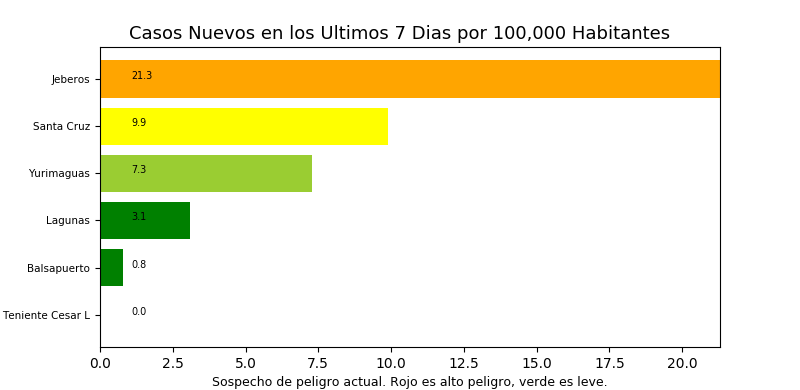 Casos Nuevos en los Ultimos 7 Dias por 100,000 Habitantes
Jeberos 21.3
Santa Cruz 9.9
Yurimaguas 7.3
Lagunas 3.1
Balsapuerto 0.8
Teniente Cesar L 0.0
0.0 2.5 5.0 7.5 10.0 12.5 15.0 17.5 20.0
Sospecho de peligro actual. Rojo es alto peligro, verde es leve.